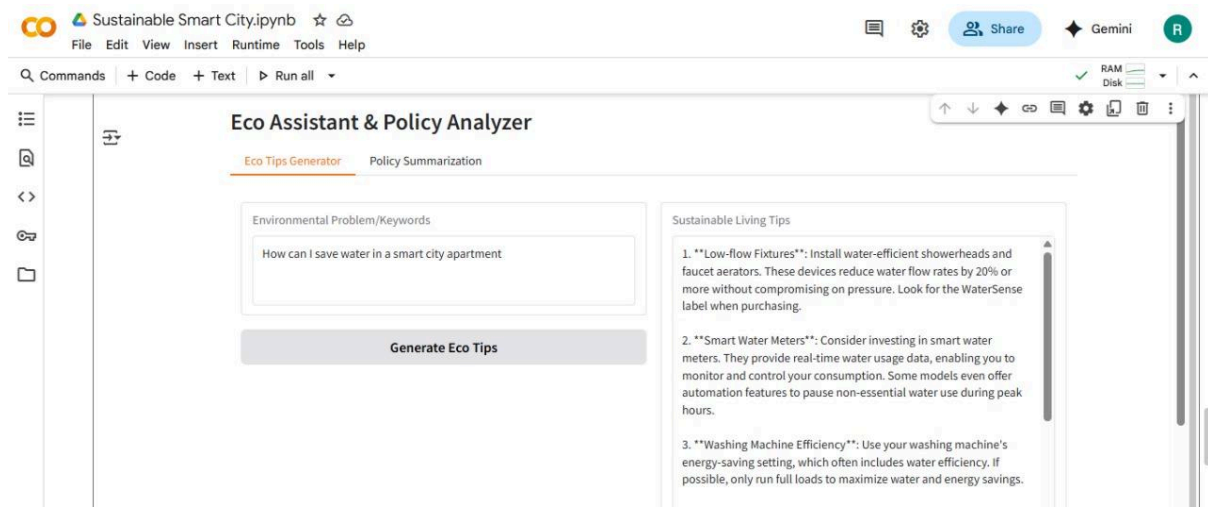 CO
Sustainable Smart City.ipynb
File Edit View Insert Runtime Tools Help
Share
Gemini
R
Commands + Code + Text Run all
RAM
Disk
Eco Assistant & Policy Analyzer
Eco Tips Generator Policy Summarization
Environmental Problem/Keywords
How can I save water in a smart city apartment
Generate Eco Tips
Sustainable Living Tips
1. **Low-flow Fixtures**: Install water-efficient showerheads and
faucet aerators. These devices reduce water flow rates by 20% or
more without compromising on pressure. Look for the WaterSense
label when purchasing.
2. **Smart Water Meters**: Consider investing in smart water
meters. They provide real-time water usage data, enabling you to
monitor and control your consumption. Some models even offer
automation features to pause non-essential water use during peak
hours.
3. **Washing Machine Efficiency**: Use your washing machine's
energy-saving setting, which often includes water efficiency. If
possible, only run full loads to maximize water and energy savings.